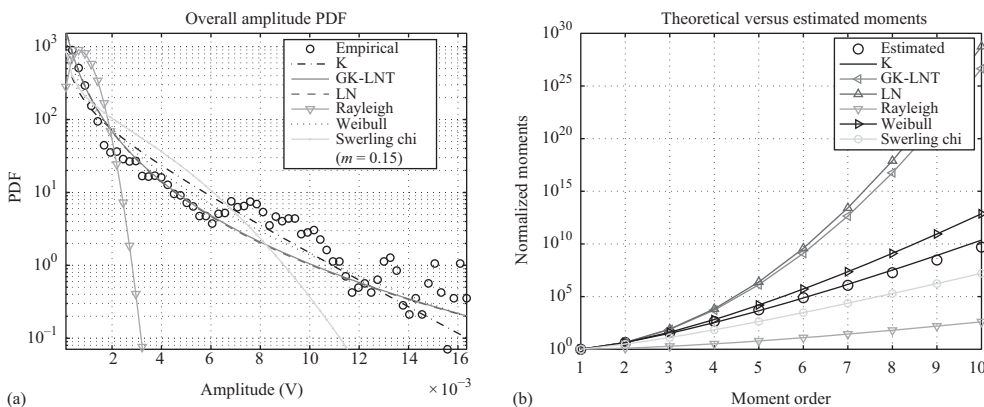 Overall amplitude PDF
10³
10²
10¹
10⁰
10⁻¹
PDF
Empirical
K
GK-LNT
LN
Rayleigh
Weibull
Swerling chi
(m = 0.15)
2 4 6 8 10 12 14 16
Amplitude (V)
× 10⁻³
(a)
Theoretical versus estimated moments
10³⁰
10²⁵
10²⁰
10¹⁵
10¹⁰
10⁵
10⁰
Normalized moments
Estimated
K
GK-LNT
LN
Rayleigh
Weibull
Swerling chi
1 2 3 4 5 6 7 8 9 10
Moment order
(b)